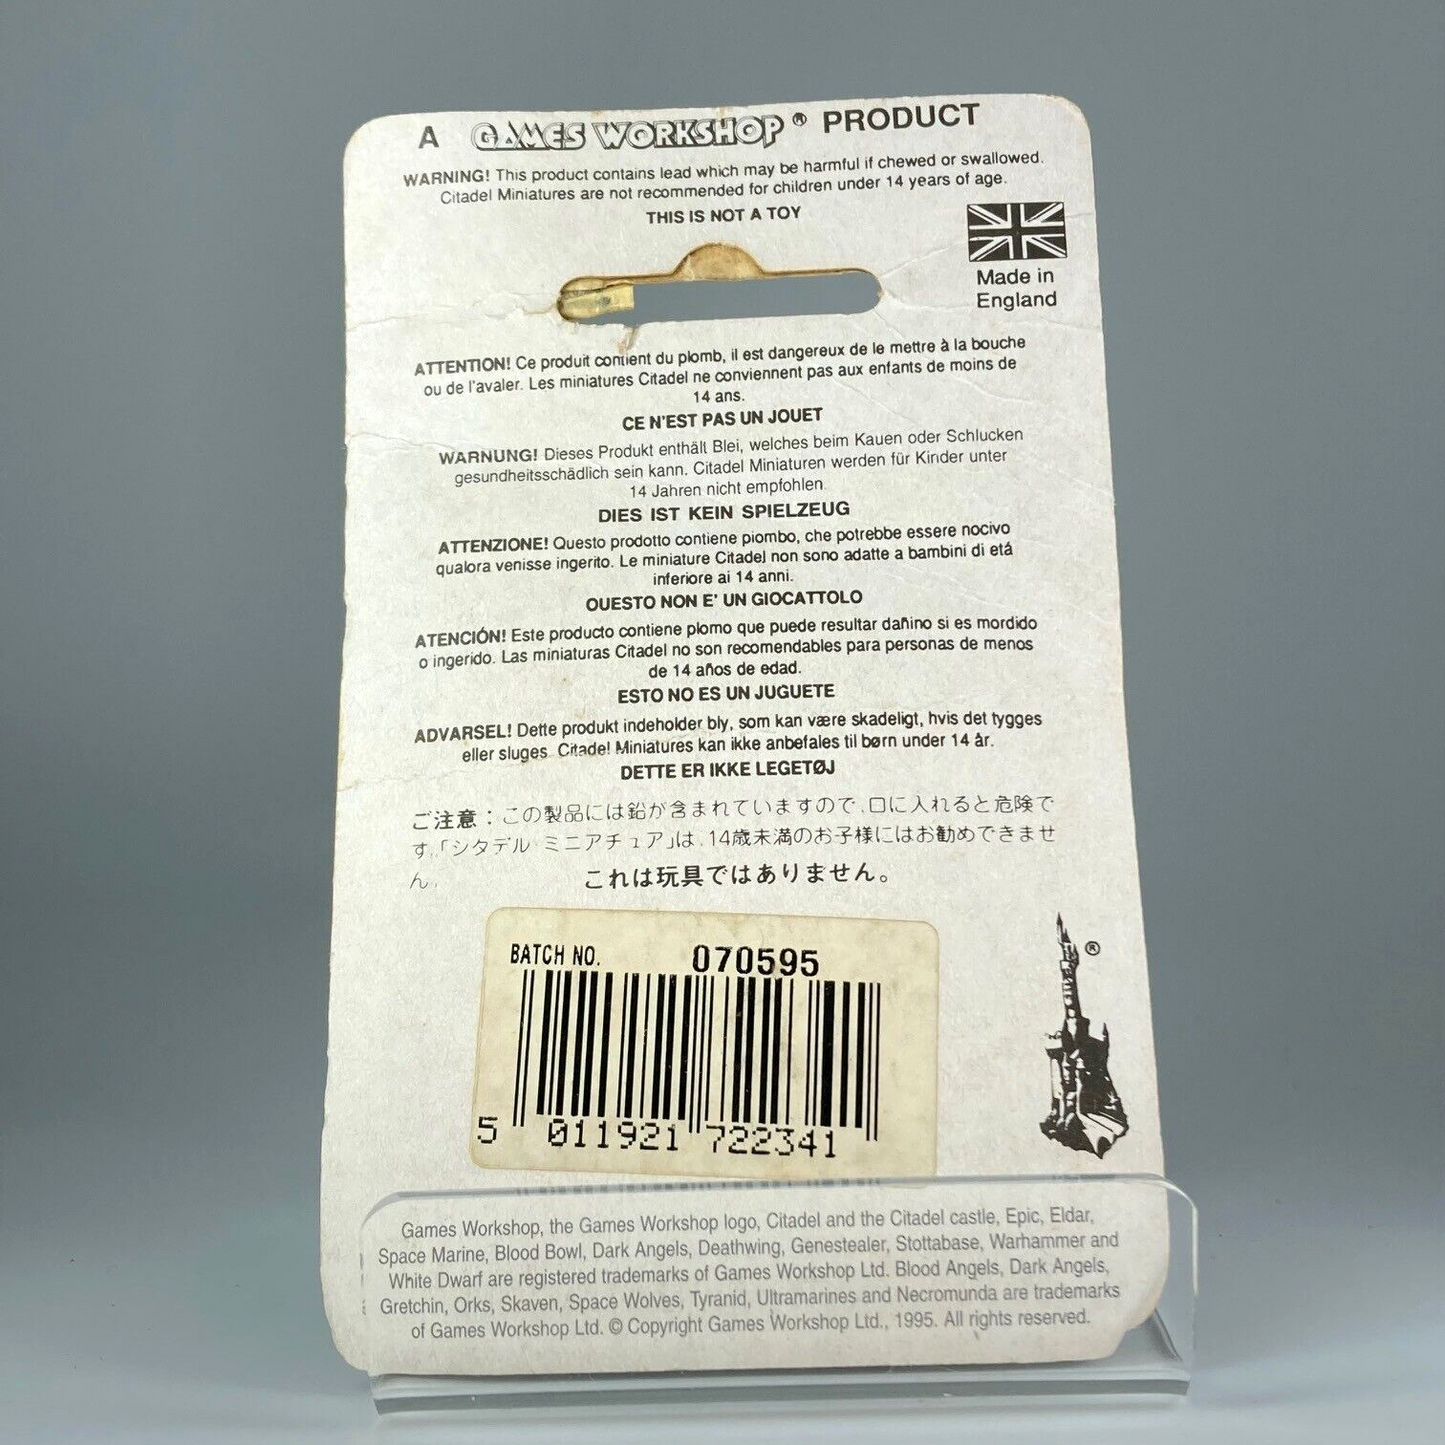 A GAMES WORKSHOP® PRODUCT
WARNING! This product contains lead which may be harmful if chewed or swallowed.
Citadel Miniatures are not recommended for children under 14 years of age.
THIS IS NOT A TOY
Made in
England
ATTENTION! Ce produit contient du plomb, il est dangereux de le mettre à la bouche
ou de l'avaler. Les miniatures Citadel ne conviennent pas aux enfants de moins de
14 ans.
CE N'EST PAS UN JOUET
WARNUNG! Dieses Produkt enthält Blei, welches beim Kauen oder Schlucken
gesundheitsschädlich sein kann. Citadel Miniaturen werden für Kinder unter
14 Jahren nicht empfohlen.
DIES IST KEIN SPIELZEUG
ATTENZIONE! Questo prodotto contiene piombo, che potrebbe essere nocivo
qualora venisse ingerito. Le miniature Citadel non sono adatte a bambini di etá
inferiore ai 14 anni.
QUESTO NON E' UN GIOCATTOLO
ATENCIÓN! Este producto contiene plomo que puede resultar dañino si es mordido
o ingerido. Las miniaturas Citadel no son recomendables para personas de menos
de 14 años de edad.
ESTO NO ES UN JUGUETE
ADVARSEL! Dette produkt indeholder bly, som kan være skadeligt, hvis det tygges
eller sluges. Citadel Miniatures kan ikke anbefales til børn under 14 år.
DETTE ER IKKE LEGETØJ
ご注意：この製品には鉛が含まれていますので、口に入れると危険で
す。「シタデル ミニアチュア」は、14歳未満のお子様にはお勧めできませ
ん。
これは玩具ではありません。
BATCH NO. 070595
5 011921 722341
®
Games Workshop, the Games Workshop logo, Citadel and the Citadel castle, Epic, Eldar,
Space Marine, Blood Bowl, Dark Angels, Deathwing, Genestealer, Slottabase, Warhammer and
White Dwarf are registered trademarks of Games Workshop Ltd. Blood Angels, Dark Angels,
Gretchin, Orks, Skaven, Space Wolves, Tyranid, Ultramarines and Necromunda are trademarks
of Games Workshop Ltd. © Copyright Games Workshop Ltd., 1995. All rights reserved.